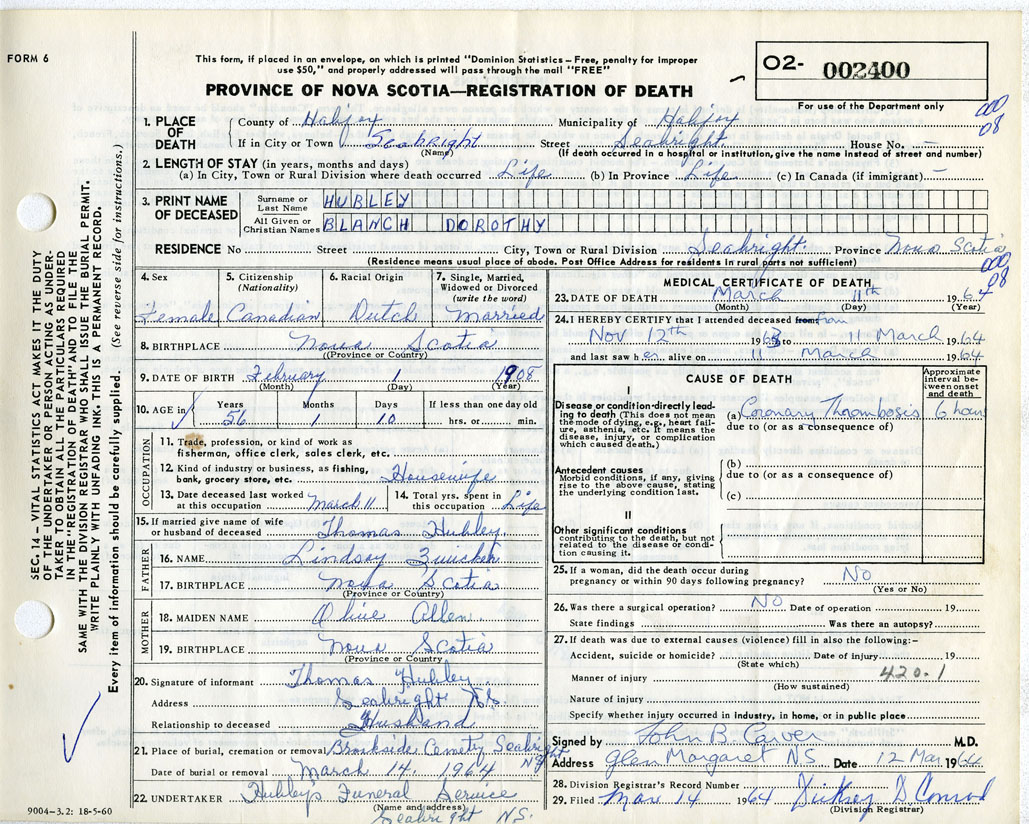 FORM 6
This form, if placed in an envelope, on which is printed "Dominion Statistics – Free, penalty for improper
use $50," and properly addressed will pass through the mail "FREE"
PROVINCE OF NOVA SCOTIA—REGISTRATION OF DEATH
O2- 002400
For use of the Department only
000
08
1. PLACE OF DEATH
County of Halifax Municipality of Halifax
If in City or Town Seabright Street Seabright House No. –
(Name) (If death occurred in a hospital or institution, give the name instead of street and number)
2. LENGTH OF STAY (in years, months and days)
(a) In City, Town or Rural Division where death occurred Life (b) In Province Life (c) In Canada (if immigrant) –
3. PRINT NAME OF DECEASED
Surname or Last Name HUBLEY
All Given or Christian Names BLANCH DOROTHY
RESIDENCE No Street City, Town or Rural Division Seabright Province Nova Scotia
(Residence means usual place of abode. Post Office Address for residents in rural parts not sufficient)
000
08
4. Sex 5. Citizenship 6. Racial Origin 7. Single, Married,
(Nationality) Widowed or Divorced
(write the word)
Female Canadian Dutch Married
8. BIRTHPLACE Nova Scotia
(Province or Country)
9. DATE OF BIRTH February 1 1908
(Month) (Day) (Year)
10. AGE in Years Months Days If less than one day old
56 1 10 hrs. or min.
OCCUPATION
11. Trade, profession, or kind of work as
fisherman, office clerk, sales clerk, etc.
12. Kind of industry or business, as fishing,
bank, grocery store, etc. Housewife
13. Date deceased last worked at this occupation March 11
14. Total yrs. spent in this occupation Life
15. If married give name of wife
or husband of deceased Thomas Hubley
FATHER
16. NAME Lindsay Zwicker
17. BIRTHPLACE Nova Scotia
(Province or Country)
MOTHER
18. MAIDEN NAME Olive Allen
19. BIRTHPLACE Nova Scotia
(Province or Country
20. Signature of informant Thomas Hubley
Address Seabright NS.
Relationship to deceased Husband
21. Place of burial, cremation or removal Brookside Cemetery Seabright NS
Date of burial or removal March 14, 1964
22. UNDERTAKER Hubley's Funeral Service
(Name and address)
Seabright N.S.
MEDICAL CERTIFICATE OF DEATH
23. DATE OF DEATH March 11th 1964
(Month) (Day) (Year)
24. I HEREBY CERTIFY that I attended deceased from from
Nov 12th 1963 to 11 March 1964
and last saw her alive on 11 March 1964
CAUSE OF DEATH
Approximate interval between onset and death
I
Disease or condition directly leading to death (This does not mean
the mode of dying, e.g., heart failure, asthenia, etc. It means the
disease, injury, or complication which caused death.)
(a) Coronary Thrombosis 6 hours
due to (or as a consequence of)
Antecedent causes
Morbid conditions, if any, giving rise to the above cause, stating
the underlying condition last.
(b)
due to (or as a consequence of)
(c)
II
Other significant conditions
contributing to the death, but not related to the disease or condition causing it.
25. If a woman, did the death occur during
pregnancy or within 90 days following pregnancy? No
(Yes or No)
26. Was there a surgical operation? No. Date of operation 19
State findings Was there an autopsy?
27. If death was due to external causes (violence) fill in also the following:-
Accident, suicide or homicide? Date of injury 19
(State which)
Manner of injury 420.1
(How sustained)
Nature of injury
Specify whether injury occurred in industry, in home, or in public place
Signed by John B. Carver M.D.
Address Glen Margaret N.S. Date 12 Mar 1964
28. Division Registrar's Record Number
29. Filed Mar 14 1964 D Conrod
(Division Registrar)
SEC. 14 – VITAL STATISTICS ACT MAKES IT THE DUTY
OF THE UNDERTAKER OR PERSON ACTING AS UNDER-
TAKER TO OBTAIN ALL THE PARTICULARS REQUIRED
IN THE "REGISTRATION OF DEATH" AND TO FILE THE
SAME WITH THE DIVISION REGISTRAR WHO SHALL ISSUE THE BURIAL PERMIT.
WRITE PLAINLY WITH UNFADING INK. THIS IS A PERMANENT RECORD.
Every item of information should be carefully supplied. (See reverse side for instructions.)
9004–3.2: 18-5-60